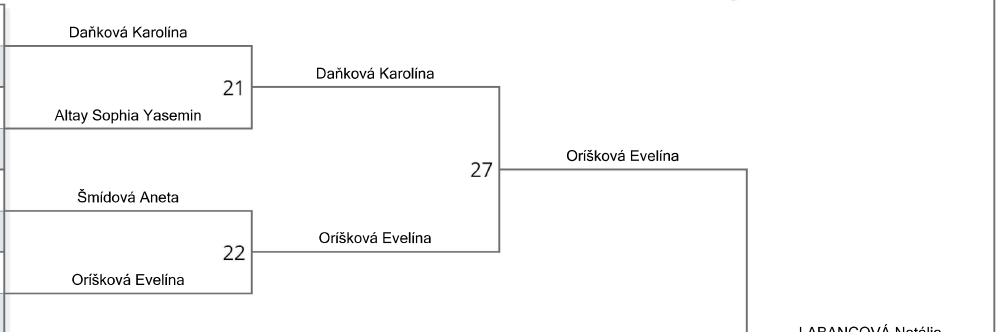 Daňková Karolína
21
Daňková Karolína
Altay Sophia Yasemin
27
Oríšková Evelína
Šmídová Aneta
22
Oríšková Evelína
Oríšková Evelína